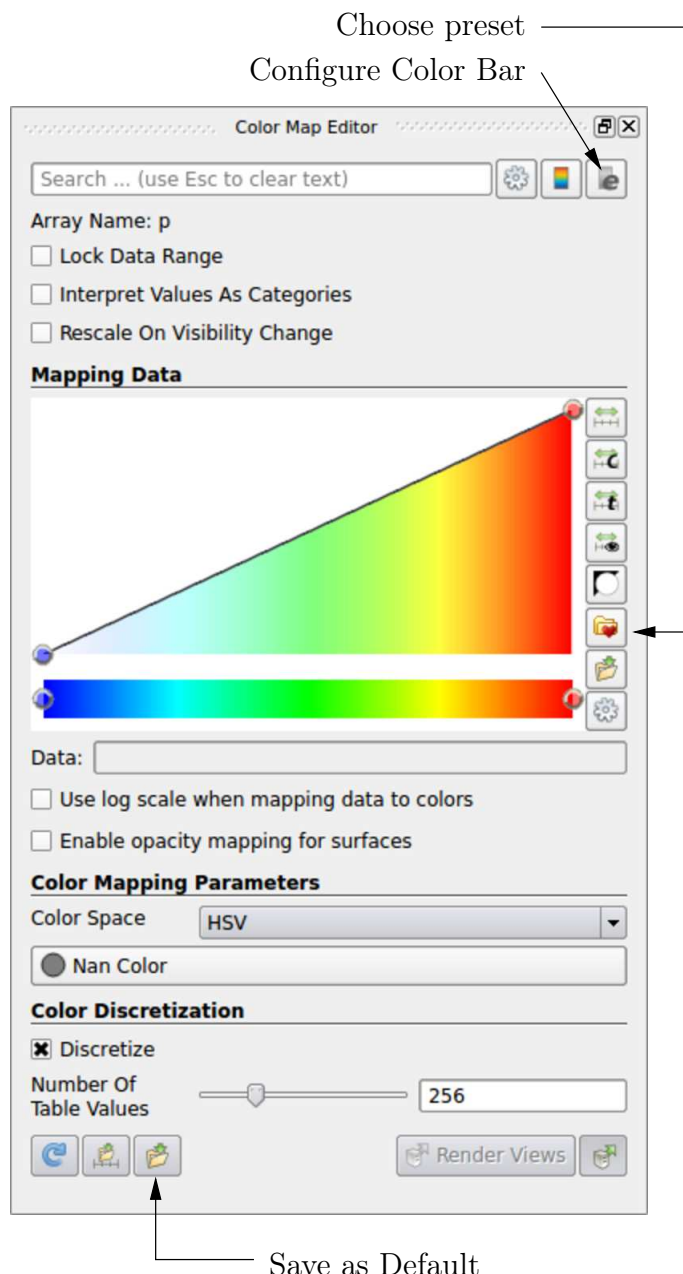 Choose preset
Configure Color Bar
Color Map Editor
Search ... (use Esc to clear text)
e
Array Name: p
Lock Data Range
Interpret Values As Categories
Rescale On Visibility Change
Mapping Data
C
t
Data:
Use log scale when mapping data to colors
Enable opacity mapping for surfaces
Color Mapping Parameters
Color Space HSV
Nan Color
Color Discretization
Discretize
Number Of
Table Values 256
Render Views
Save as Default